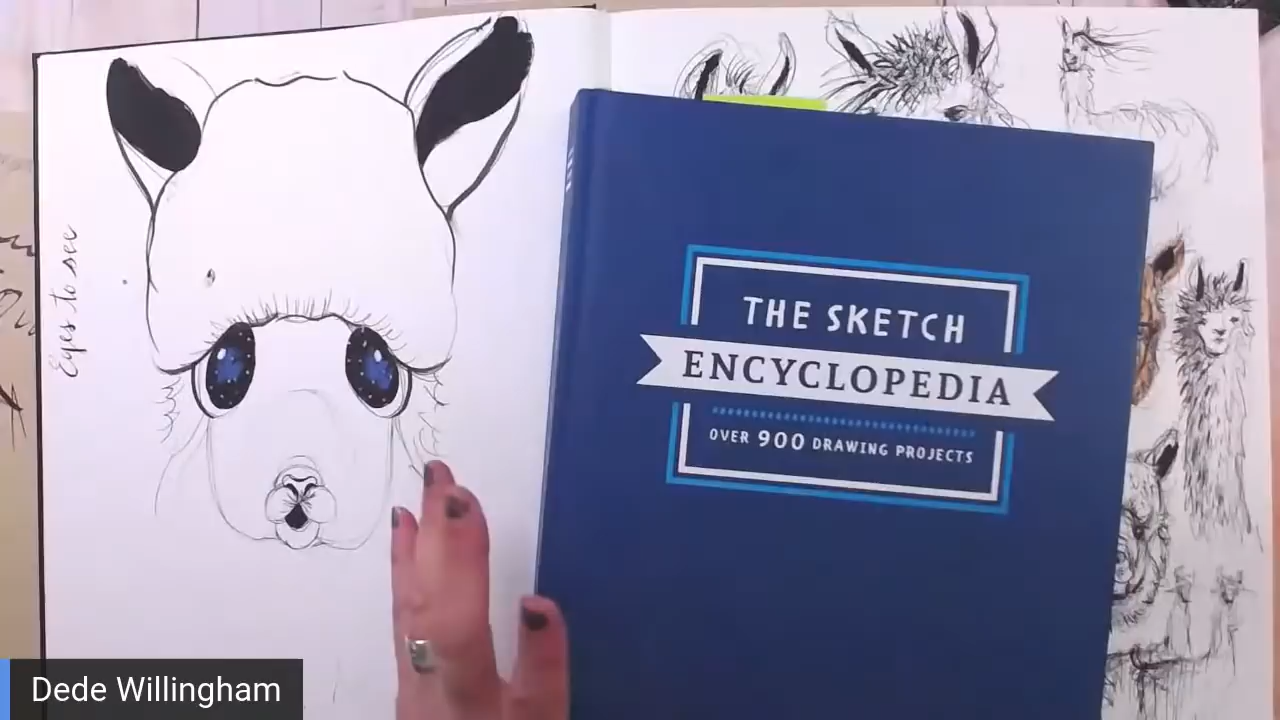 Eyes to see
THE SKETCH
ENCYCLOPEDIA
OVER 900 DRAWING PROJECTS
Dede Willingham